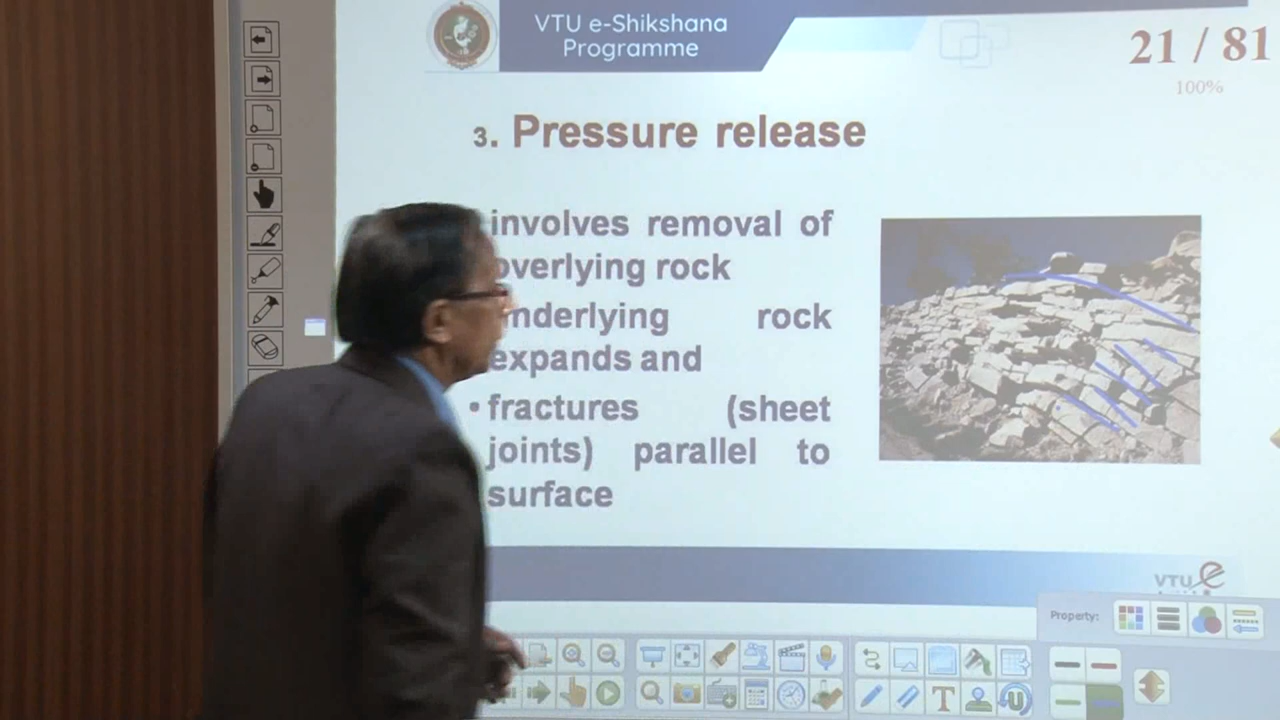 VTU e-Shikshana
Programme
21 / 81
100%
3. Pressure release
involves removal of
overlying rock
underlying rock
expands and
• fractures (sheet
joints) parallel to
surface
VTU e
Property: